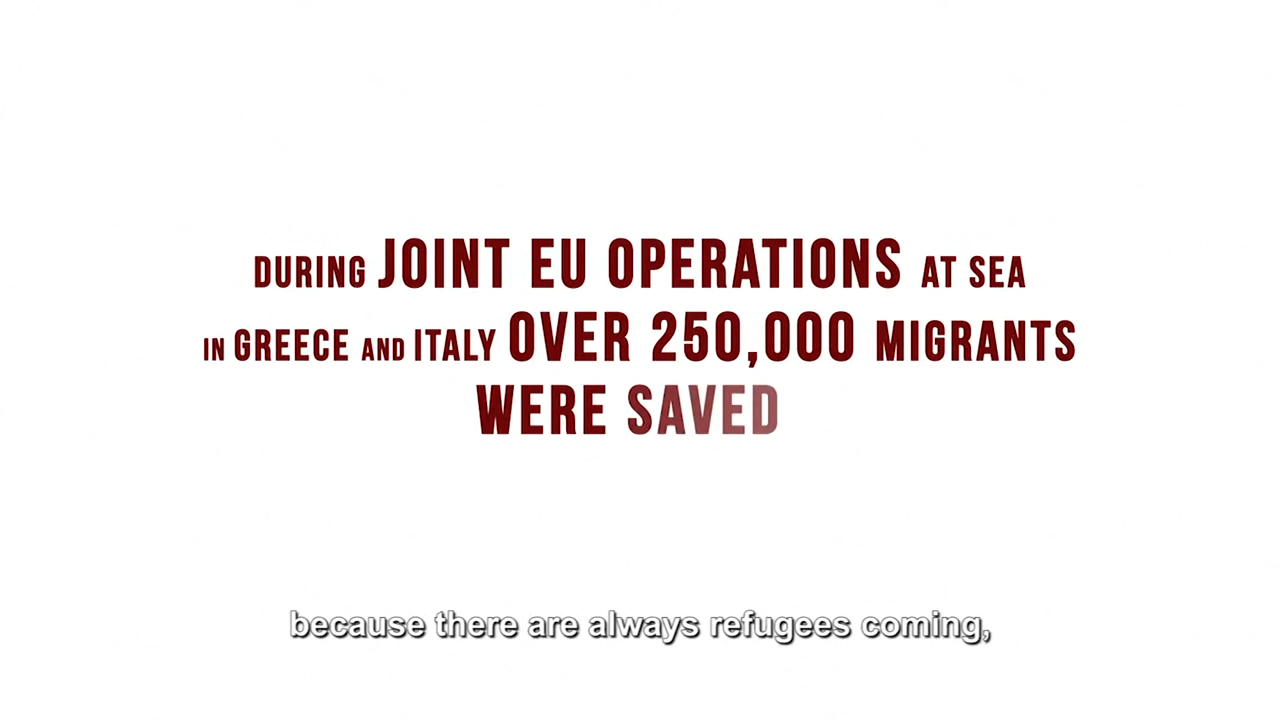 DURING JOINT EU OPERATIONS AT SEA
IN GREECE AND ITALY OVER 250,000 MIGRANTS
WERE SAVED
because there are always refugees coming,